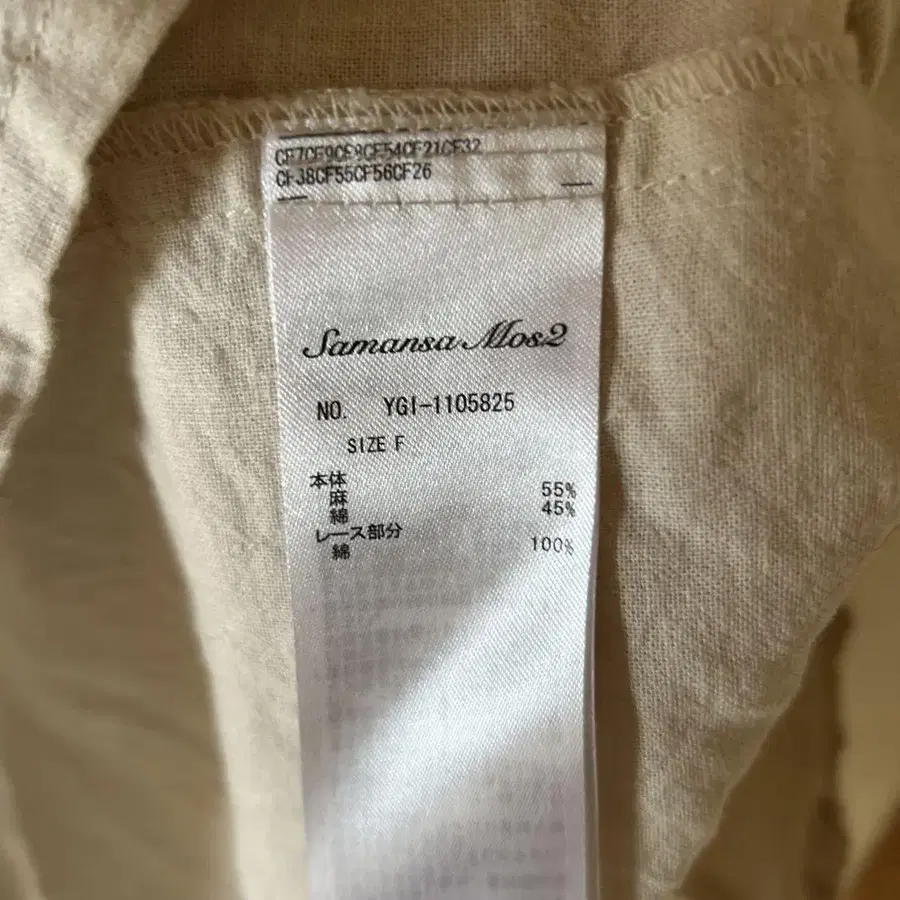 CF7CF9CF8CF54CF21CF32
CF38CF55CF56CF26
Samansa Mos2
NO. YGI-1105825
SIZE F
本体
麻 55%
綿 45%
レース部分
綿 100%